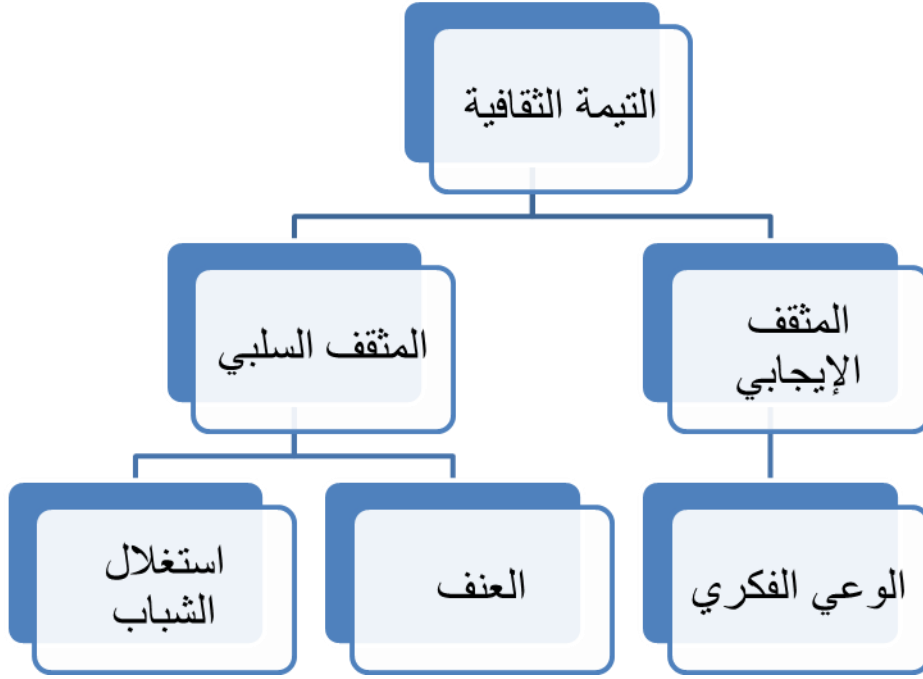 التيمة الثقافية
المثقف
الإيجابي
المثقف السلبي
الوعي الفكري
العنف
استغلال
الشباب